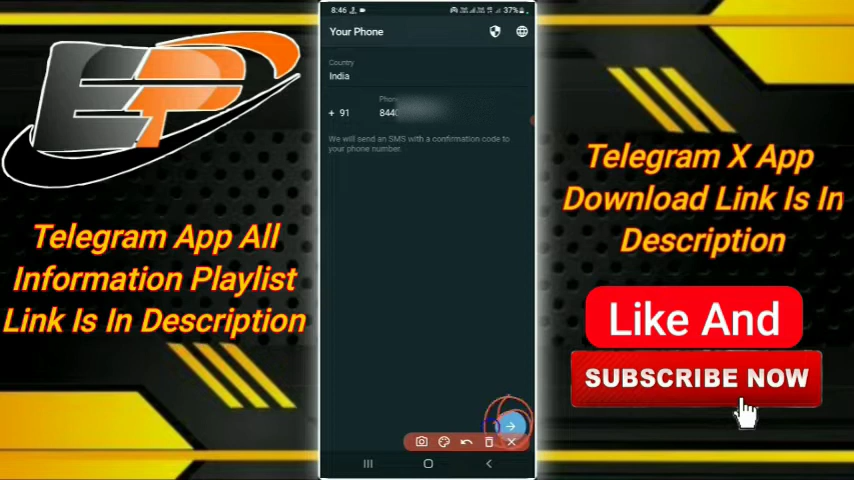 EP
Telegram App All
Information Playlist
Link Is In Description
8:46
37%
Your Phone
Country
India
Phone
+ 91 8440
We will send an SMS with a confirmation code to
your phone number.
Telegram X App
Download Link Is In
Description
Like And
SUBSCRIBE NOW